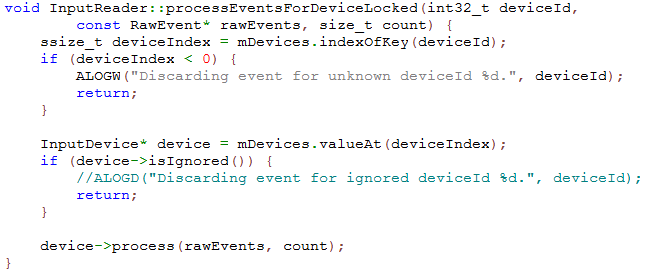 void InputReader::processEventsForDeviceLocked(int32_t deviceId,
        const RawEvent* rawEvents, size_t count) {
    ssize_t deviceIndex = mDevices.indexOfKey(deviceId);
    if (deviceIndex < 0) {
        ALOGW("Discarding event for unknown deviceId %d.", deviceId);
        return;
    }

    InputDevice* device = mDevices.valueAt(deviceIndex);
    if (device->isIgnored()) {
        //ALOGD("Discarding event for ignored deviceId %d.", deviceId);
        return;
    }

    device->process(rawEvents, count);
}